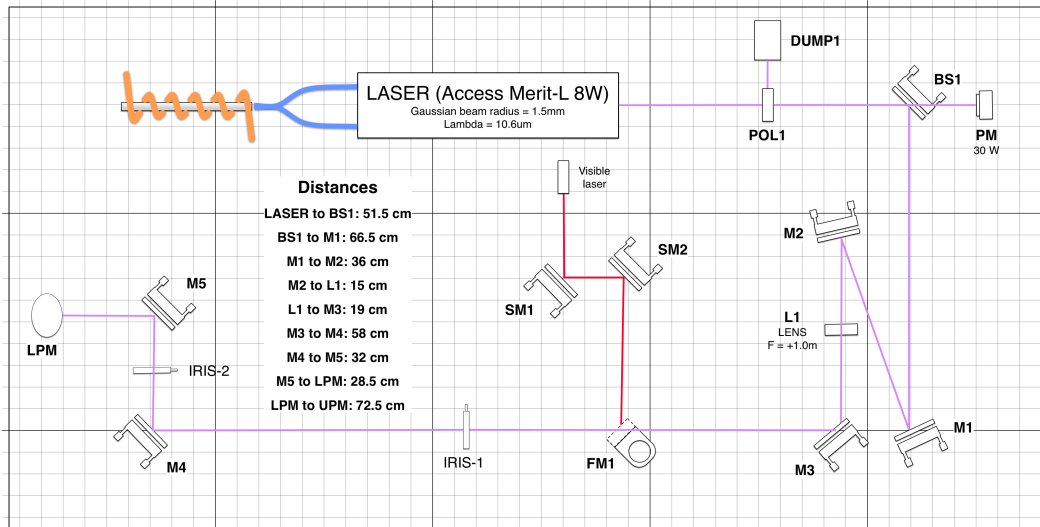 DUMP1
BS1
LASER (Access Merit-L 8W)
Gaussian beam radius = 1.5mm
Lambda = 10.6um
POL1
PM
30 W
Visible
laser
Distances
LASER to BS1: 51.5 cm
BS1 to M1: 66.5 cm
M1 to M2: 36 cm
M2 to L1: 15 cm
L1 to M3: 19 cm
M3 to M4: 58 cm
M4 to M5: 32 cm
M5 to LPM: 28.5 cm
LPM to UPM: 72.5 cm
M2
SM2
SM1
M5
L1
LENS
F = +1.0m
LPM
IRIS-2
M1
IRIS-1
FM1
M3
M4